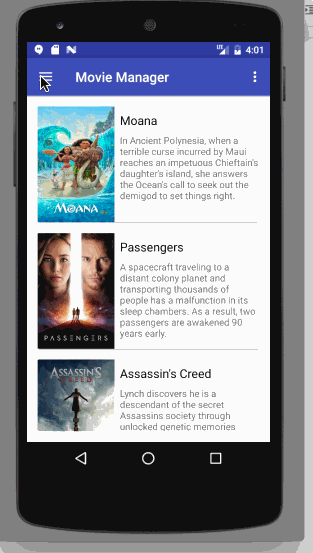 LTE 4:01
Movie Manager
Moana
In Ancient Polynesia, when a
terrible curse incurred by Maui
reaches an impetuous Chieftain's
daughter's island, she answers
the Ocean's call to seek out the
demigod to set things right.
MOANA
Passengers
A spacecraft traveling to a
distant colony planet and
transporting thousands of
people has a malfunction in its
sleep chambers. As a result, two
passengers are awakened 90
years early.
PASSENGERS
Assassin's Creed
Lynch discovers he is a
descendant of the secret
Assassins society through
unlocked genetic memories
ASSASSIN'S
CREED